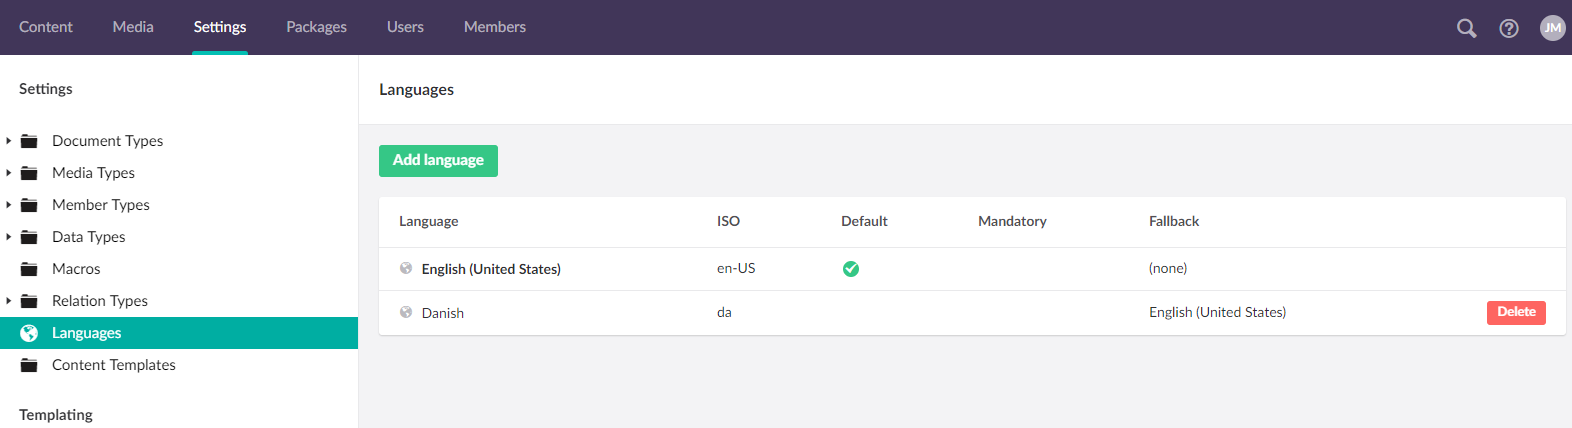 Content Media Settings Packages Users Members JM
Settings
Document Types
Media Types
Member Types
Data Types
Macros
Relation Types
Languages
Content Templates
Templating
Languages
Add language
Language ISO Default Mandatory Fallback
English (United States) en-US (none)
Danish da English (United States) Delete